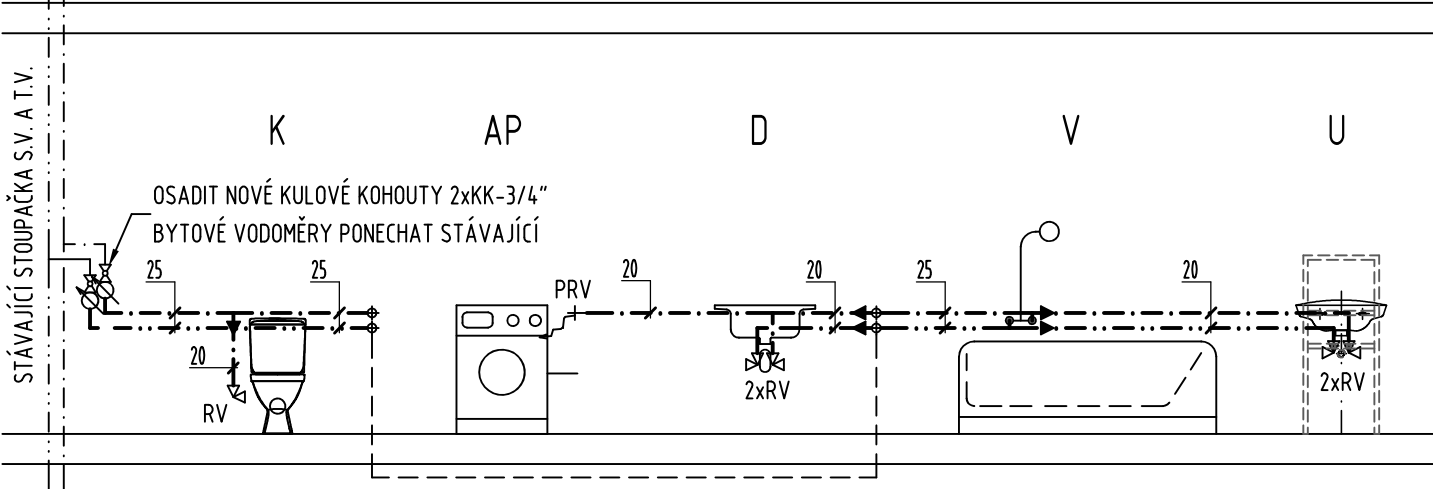 STÁVAJÍCÍ STOUPAČKA S.V. A T.V.
K
AP
D
V
U
OSADIT NOVÉ KULOVÉ KOHOUTY 2xKK-3/4"
BYTOVÉ VODOMĚRY PONECHAT STÁVAJÍCÍ
25
25
PRV
20
20
25
20
20
RV
2xRV
2xRV